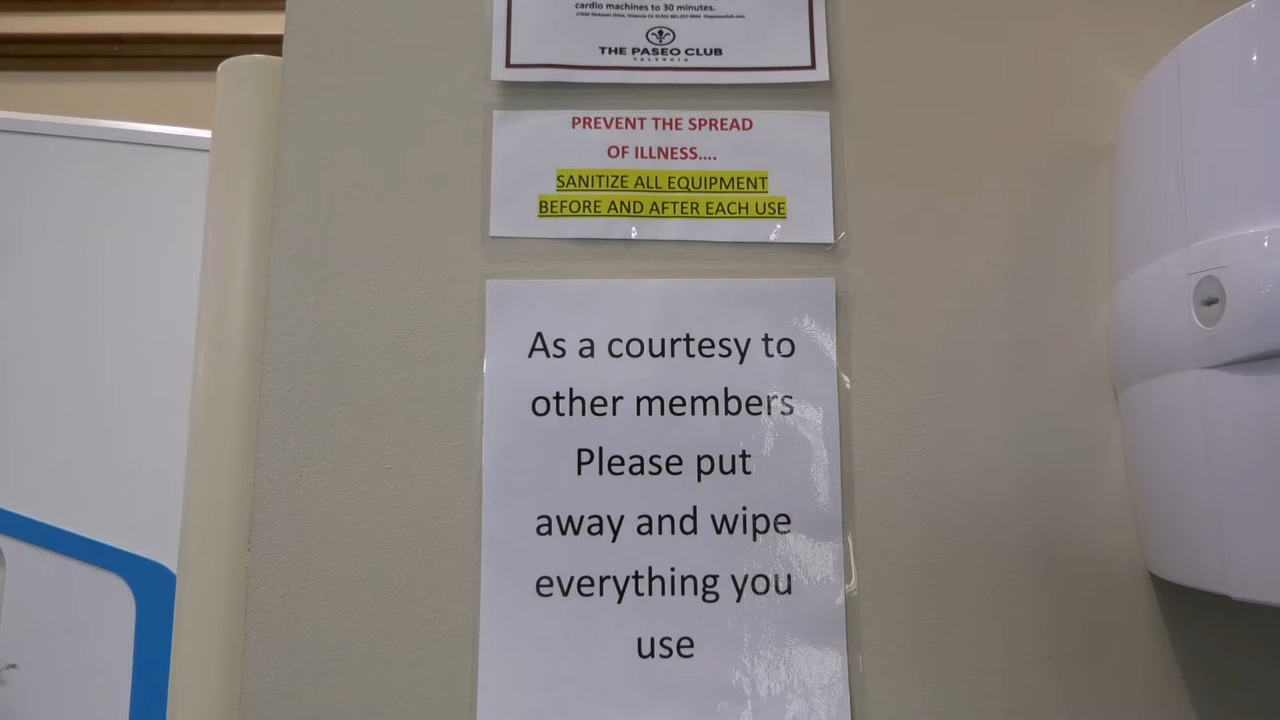 cardio machines to 30 minutes.
THE PASEO CLUB
VALENCIA
PREVENT THE SPREAD
OF ILLNESS....
SANITIZE ALL EQUIPMENT
BEFORE AND AFTER EACH USE
As a courtesy to
other members
Please put
away and wipe
everything you
use